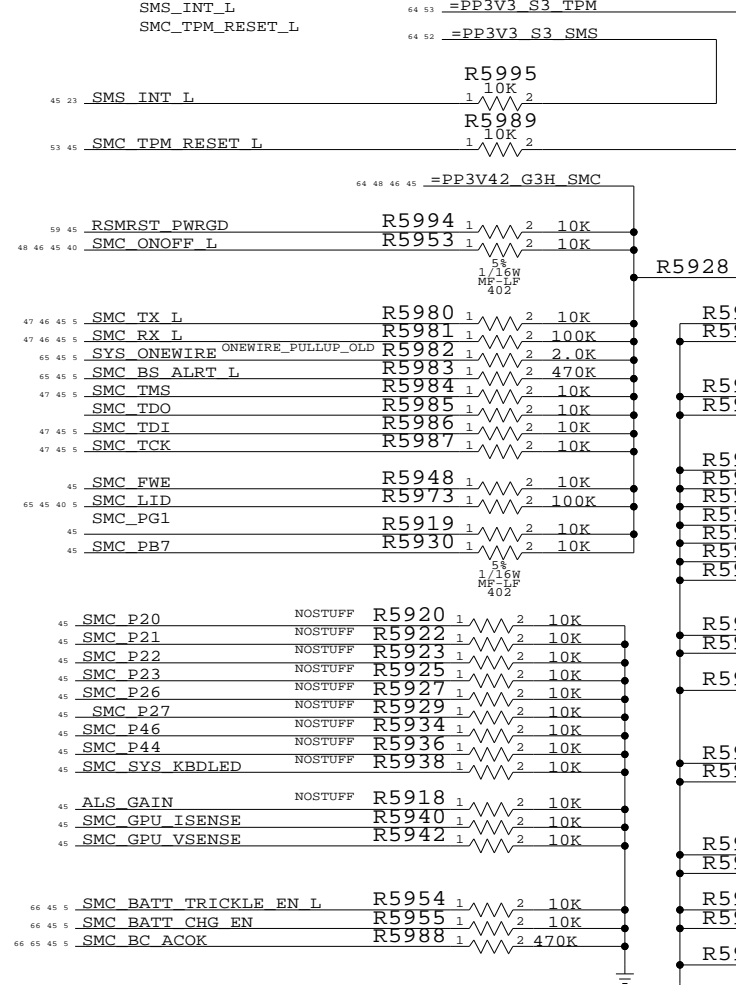 SMS_INT_L
SMC_TPM_RESET_L
64 53 =PP3V3_S3_TPM
64 52 =PP3V3_S3_SMS
R5995
10K
45 23 SMS_INT_L 1 2
R5989
10K
53 45 SMC_TPM_RESET_L 1 2
64 48 46 45 =PP3V42_G3H_SMC
59 45 RSMRST_PWRGD R5994 1 2 10K
48 46 45 40 SMC_ONOFF_L R5953 1 2 10K
5%
1/16W
MF-LF
402
R5928
47 46 45 5 SMC_TX_L R5980 1 2 10K
47 46 45 5 SMC_RX_L R5981 1 2 100K
65 45 5 SYS_ONEWIRE ONEWIRE_PULLUP_OLD R5982 1 2 2.0K
65 45 5 SMC_BS_ALRT_L R5983 1 2 470K
47 45 5 SMC_TMS R5984 1 2 10K
SMC_TDO R5985 1 2 10K
47 45 5 SMC_TDI R5986 1 2 10K
47 45 5 SMC_TCK R5987 1 2 10K
45 SMC_FWE R5948 1 2 10K
65 45 40 5 SMC_LID R5973 1 2 100K
SMC_PG1
45 R5919 1 2 10K
45 SMC_PB7 R5930 1 2 10K
5%
1/16W
MF-LF
402
45 SMC_P20 NOSTUFF R5920 1 2 10K
45 SMC_P21 NOSTUFF R5922 1 2 10K
45 SMC_P22 NOSTUFF R5923 1 2 10K
45 SMC_P23 NOSTUFF R5925 1 2 10K
45 SMC_P26 NOSTUFF R5927 1 2 10K
45 SMC_P27 NOSTUFF R5929 1 2 10K
45 SMC_P46 NOSTUFF R5934 1 2 10K
45 SMC_P44 NOSTUFF R5936 1 2 10K
45 SMC_SYS_KBDLED NOSTUFF R5938 1 2 10K
45 ALS_GAIN NOSTUFF R5918 1 2 10K
45 SMC_GPU_ISENSE R5940 1 2 10K
45 SMC_GPU_VSENSE R5942 1 2 10K
66 45 5 SMC_BATT_TRICKLE_EN_L R5954 1 2 10K
66 45 5 SMC_BATT_CHG_EN R5955 1 2 10K
66 65 45 5 SMC_BC_ACOK R5988 1 2 470K